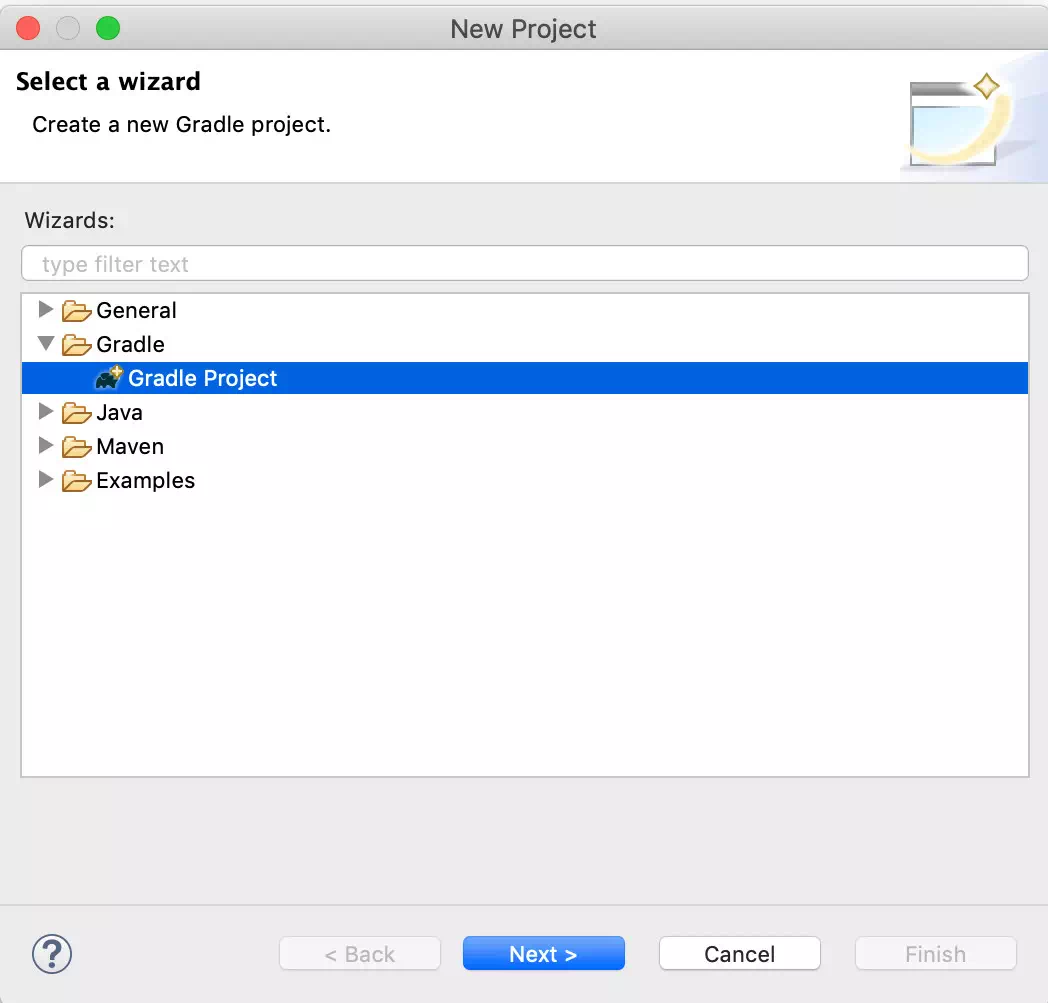 New Project
Select a wizard
Create a new Gradle project.
Wizards:
type filter text
General
Gradle
Gradle Project
Java
Maven
Examples
? < Back Next > Cancel Finish